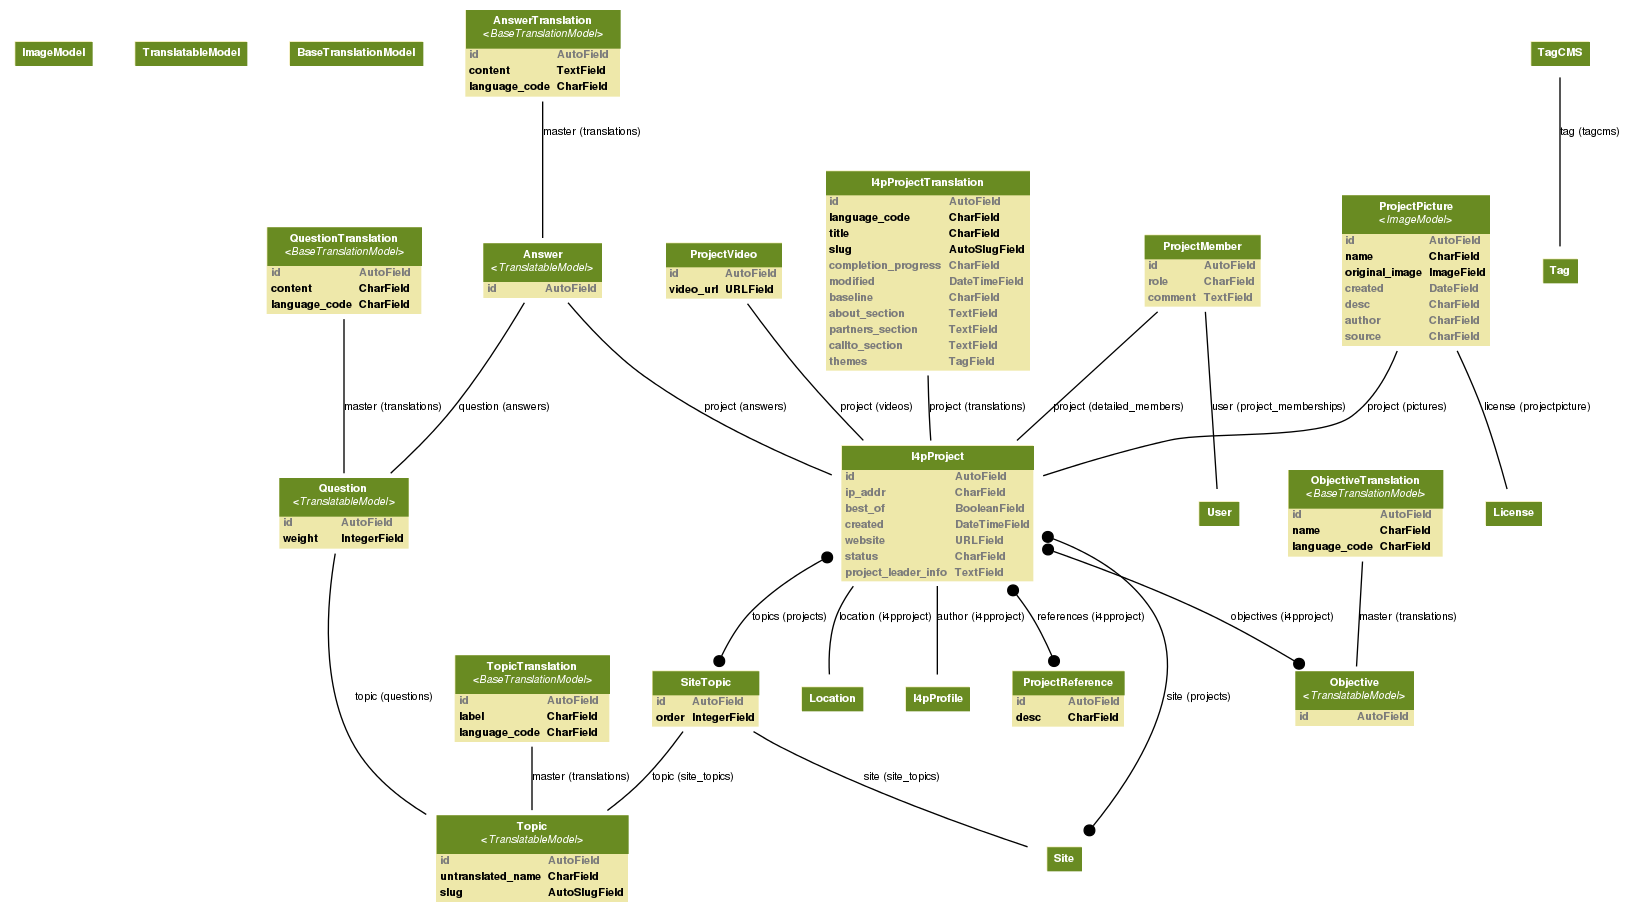 ImageModel
TranslatableModel
BaseTranslationModel
AnswerTranslation
<BaseTranslationModel>
id AutoField
content TextField
language_code CharField
TagCMS
master (translations)
tag (tagcms)
I4pProjectTranslation
id AutoField
language_code CharField
title CharField
slug AutoSlugField
completion_progress CharField
modified DateTimeField
baseline CharField
about_section TextField
partners_section TextField
callto_section TextField
themes TagField
ProjectPicture
<ImageModel>
id AutoField
name CharField
original_image ImageField
created DateField
desc CharField
author CharField
source CharField
QuestionTranslation
<BaseTranslationModel>
id AutoField
content CharField
language_code CharField
Answer
<TranslatableModel>
id AutoField
ProjectVideo
id AutoField
video_url URLField
ProjectMember
id AutoField
role CharField
comment TextField
Tag
master (translations)
question (answers)
project (answers)
project (videos)
project (translations)
project (detailed_members)
user (project_memberships)
project (pictures)
license (projectpicture)
I4pProject
id AutoField
ip_addr CharField
best_of BooleanField
created DateTimeField
website URLField
status CharField
project_leader_info TextField
Question
<TranslatableModel>
id AutoField
weight IntegerField
User
ObjectiveTranslation
<BaseTranslationModel>
id AutoField
name CharField
language_code CharField
License
topics (projects)
location (i4pproject)
author (i4pproject)
references (i4pproject)
objectives (i4pproject)
master (translations)
topic (questions)
TopicTranslation
<BaseTranslationModel>
id AutoField
label CharField
language_code CharField
SiteTopic
id AutoField
order IntegerField
Location
I4pProfile
ProjectReference
id AutoField
desc CharField
site (projects)
Objective
<TranslatableModel>
id AutoField
master (translations)
topic (site_topics)
site (site_topics)
Topic
<TranslatableModel>
id AutoField
untranslated_name CharField
slug AutoSlugField
Site